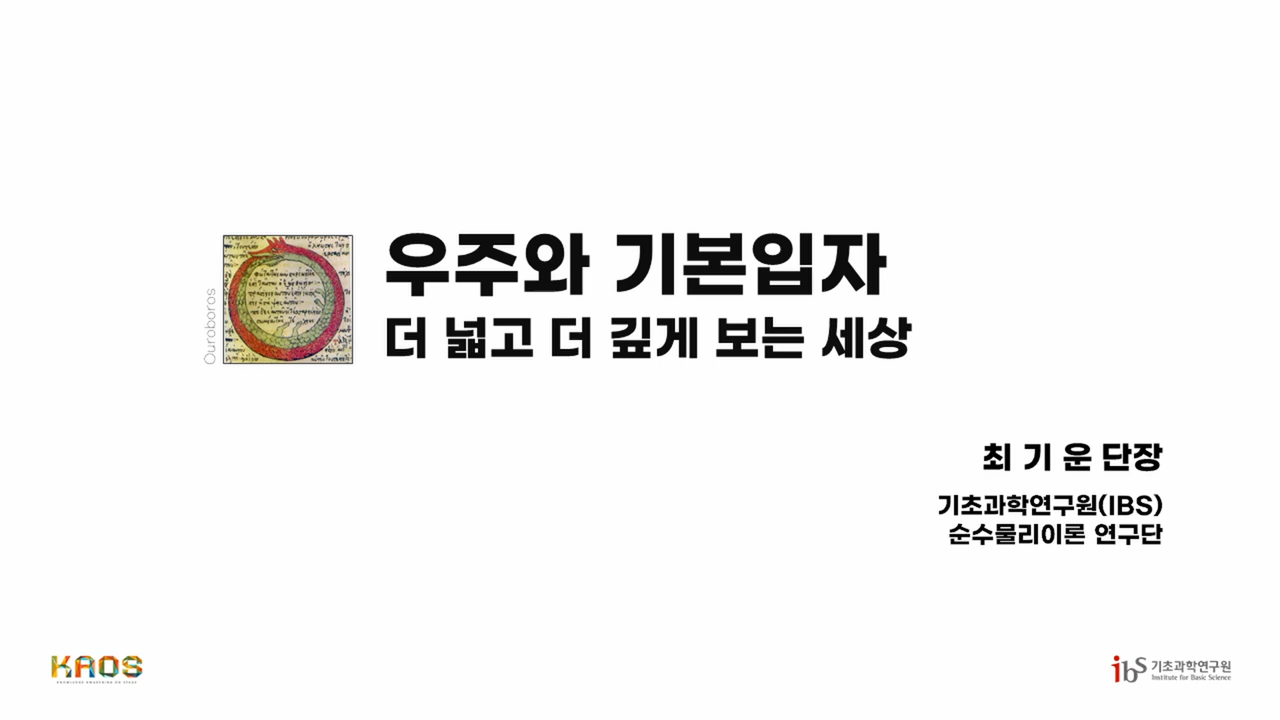 Ouroboros
우주와 기본입자
더 넓고 더 깊게 보는 세상
최 기 운 단장
기초과학연구원(IBS)
순수물리이론 연구단
KAOS
ibs 기초과학연구원
Institute for Basic Science